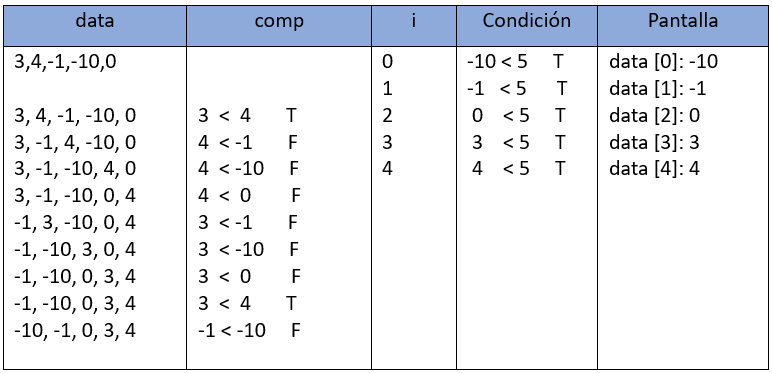 data comp i Condición Pantalla
3,4,-1,-10,0 0 -10 < 5 T data [0]: -10
1 -1 < 5 T data [1]: -1
3, 4, -1, -10, 0 3 < 4 T 2 0 < 5 T data [2]: 0
3, -1, 4, -10, 0 4 < -1 F 3 3 < 5 T data [3]: 3
3, -1, -10, 4, 0 4 < -10 F 4 4 < 5 T data [4]: 4
3, -1, -10, 0, 4 4 < 0 F
-1, 3, -10, 0, 4 3 < -1 F
-1, -10, 3, 0, 4 3 < -10 F
-1, -10, 0, 3, 4 3 < 0 F
-1, -10, 0, 3, 4 3 < 4 T
-10, -1, 0, 3, 4 -1 < -10 F